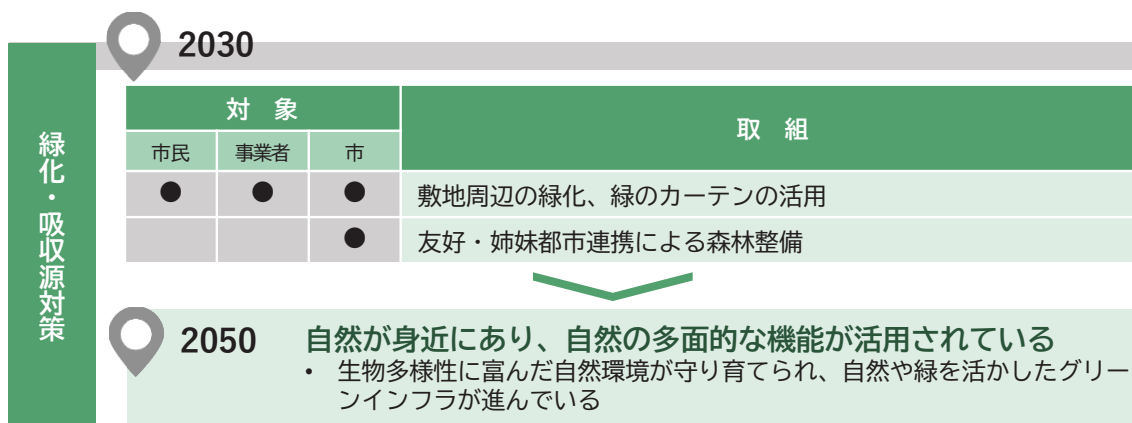 緑化・吸収源対策
2030
対 象
取 組
市民 事業者 市
● ● ● 敷地周辺の緑化、緑のカーテンの活用
● 友好・姉妹都市連携による森林整備
2050 自然が身近にあり、自然の多面的な機能が活用されている
• 生物多様性に富んだ自然環境が守り育てられ、自然や緑を活かしたグリー
ンインフラが進んでいる